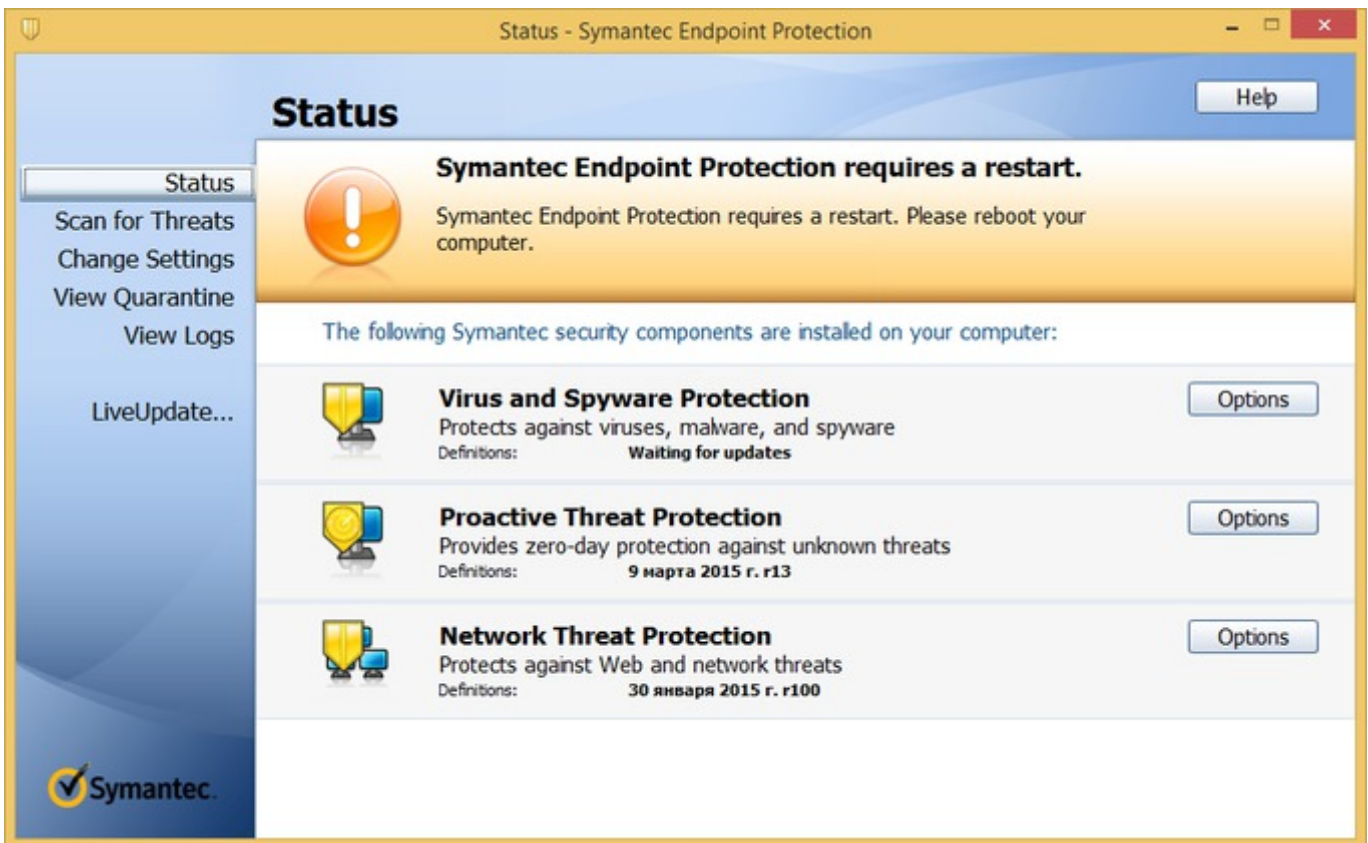 Status - Symantec Endpoint Protection
Status
Help
Status
Scan for Threats
Change Settings
View Quarantine
View Logs
LiveUpdate...
Symantec Endpoint Protection requires a restart.
Symantec Endpoint Protection requires a restart. Please reboot your
computer.
The following Symantec security components are installed on your computer:
Virus and Spyware Protection
Options
Protects against viruses, malware, and spyware
Definitions: Waiting for updates
Proactive Threat Protection
Options
Provides zero-day protection against unknown threats
Definitions: 9 марта 2015 г. r13
Network Threat Protection
Options
Protects against Web and network threats
Definitions: 30 января 2015 г. r100
Symantec.